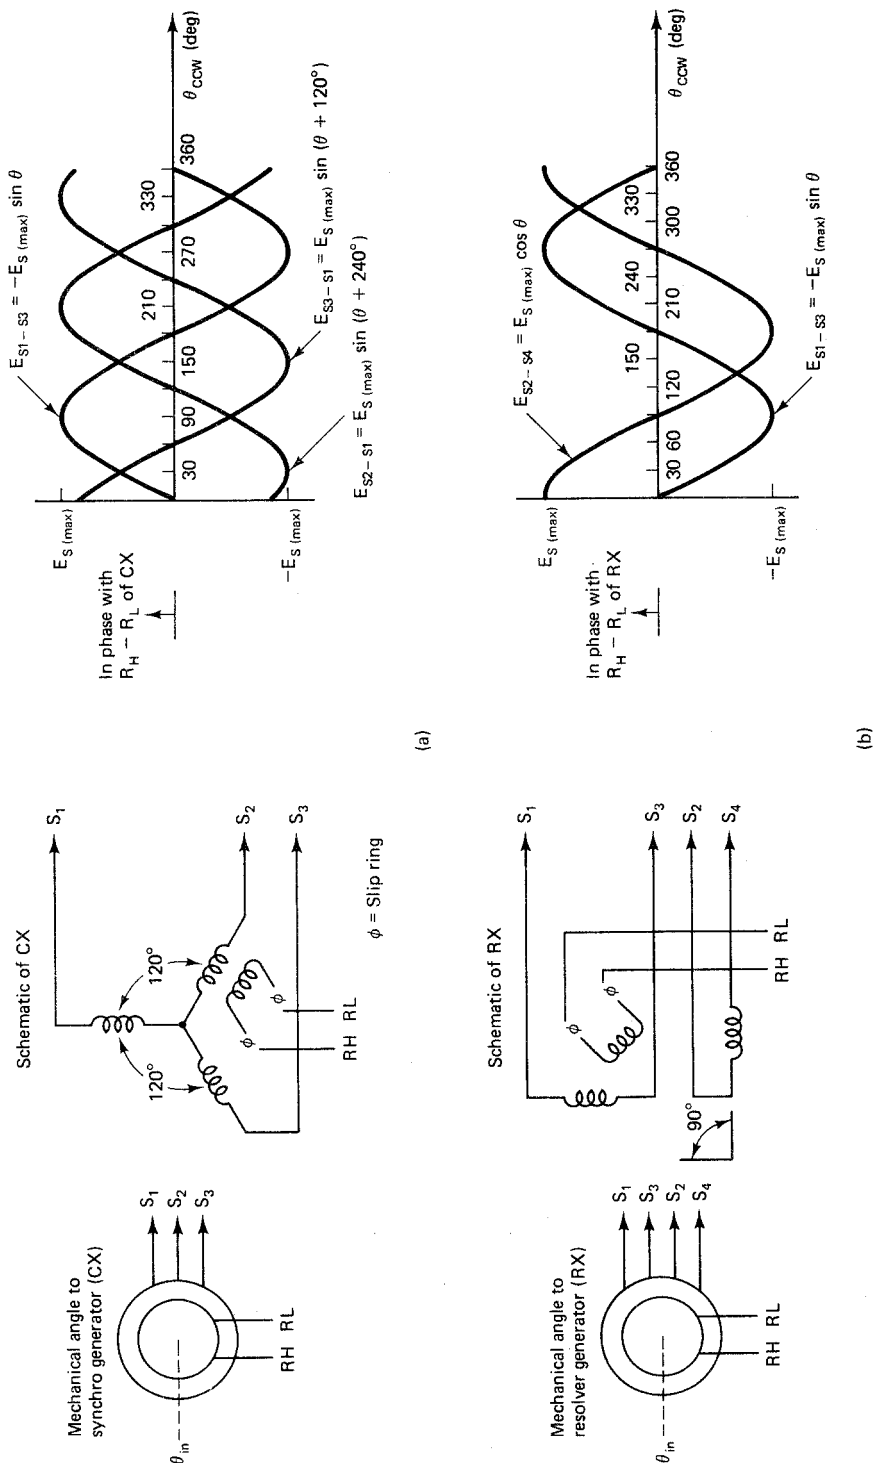 Mechanical angle to
synchro generator (CX)
θin
S1
S2
S3
RH RL
Schematic of CX
120°
120°
S1
S2
S3
RH RL
ϕ
ϕ
ϕ = Slip ring
In phase with
RH − RL of CX
ES (max)
−ES (max)
30
90
150
210
270
330
360
θCCW (deg)
ES1 − S3 = −ES (max) sin θ
ES3 − S1 = ES (max) sin (θ + 120°)
ES2 − S1 = ES (max) sin (θ + 240°)
(a)
Mechanical angle to
resolver generator (RX)
θin
S1
S3
S2
S4
RH RL
Schematic of RX
90°
ϕ
ϕ
S1
S3
S2
S4
RH RL
In phase with
RH − RL of RX
ES (max)
−ES (max)
30
60
120
150
210
240
300
330
360
θCCW (deg)
ES2 − S4 = ES (max) cos θ
ES1 − S3 = −ES (max) sin θ
(b)